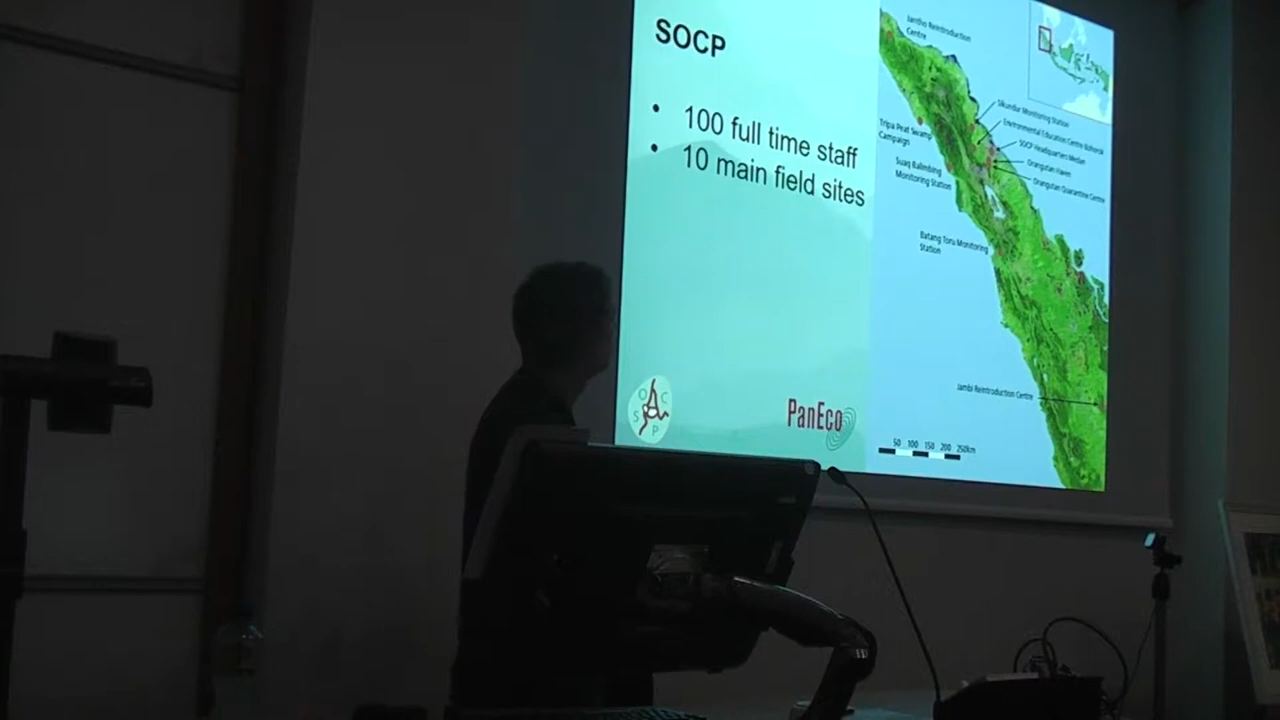 SOCP
• 100 full time staff
• 10 main field sites
Jantho Reintroduction
Centre
Sikundur Monitoring Station
Environmental Education Centre Bohorok
SOCP Headquarters Medan
Orangutan Haven
Orangutan Quarantine Centre
Tripa Peat Swamp
Campaign
Suaq Balimbing
Monitoring Station
Batang Toru Monitoring
Station
Jambi Reintroduction Centre
O C
S P
PanEco
50 100 150 200 250km